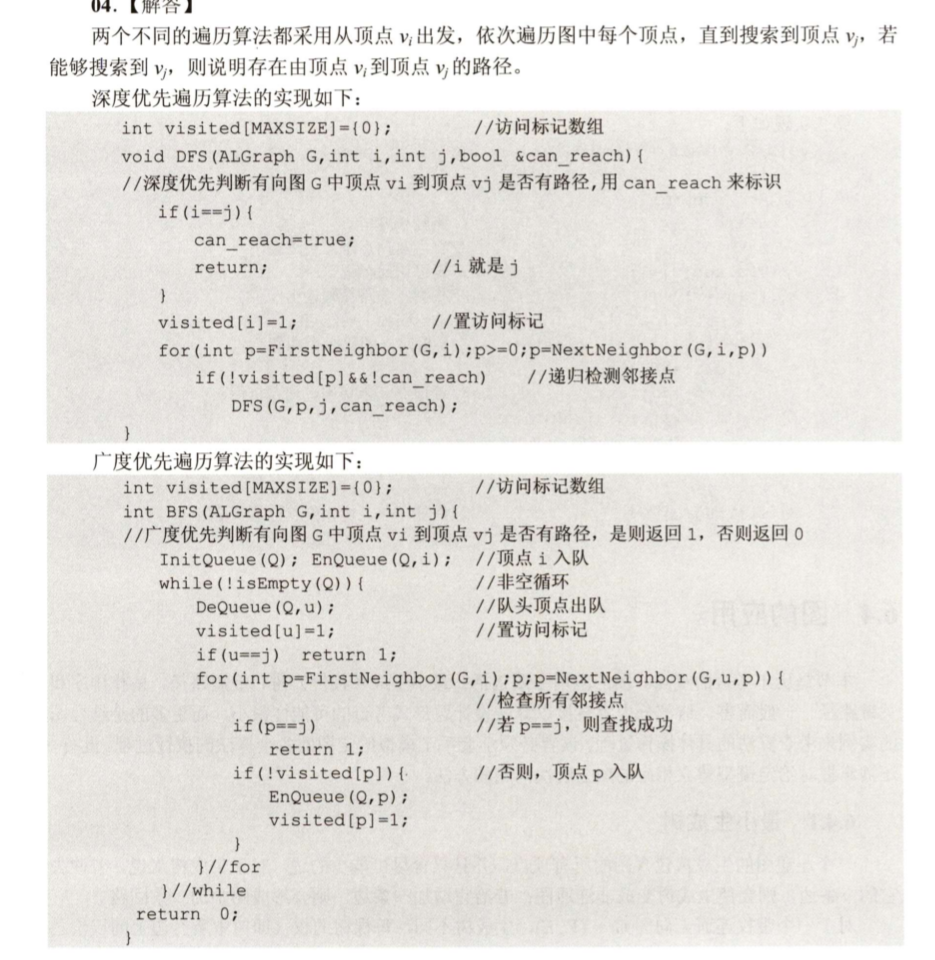 04.【解答】
两个不同的遍历算法都采用从顶点 vi 出发，依次遍历图中每个顶点，直到搜索到顶点 vj，若
能够搜索到 vj，则说明存在由顶点 vi 到顶点 vj 的路径。
深度优先遍历算法的实现如下：
int visited[MAXSIZE]={0}; //访问标记数组
void DFS(ALGraph G,int i,int j,bool &can_reach){
//深度优先判断有向图 G 中顶点 vi 到顶点 vj 是否有路径,用 can_reach 来标识
if(i==j){
can_reach=true;
return; //i 就是 j
}
visited[i]=1; //置访问标记
for(int p=FirstNeighbor(G,i);p>=0;p=NextNeighbor(G,i,p))
if(!visited[p]&&!can_reach) //递归检测邻接点
DFS(G,p,j,can_reach);
}
广度优先遍历算法的实现如下：
int visited[MAXSIZE]={0}; //访问标记数组
int BFS(ALGraph G,int i,int j){
//广度优先判断有向图 G 中顶点 vi 到顶点 vj 是否有路径，是则返回 1，否则返回 0
InitQueue(Q); EnQueue(Q,i); //顶点 i 入队
while(!isEmpty(Q)){ //非空循环
DeQueue(Q,u); //队头顶点出队
visited[u]=1; //置访问标记
if(u==j) return 1;
for(int p=FirstNeighbor(G,i);p;p=NextNeighbor(G,u,p)){
//检查所有邻接点
if(p==j) //若 p==j，则查找成功
return 1;
if(!visited[p]){ //否则，顶点 p 入队
EnQueue(Q,p);
visited[p]=1;
}
}//for
}//while
return 0;
}